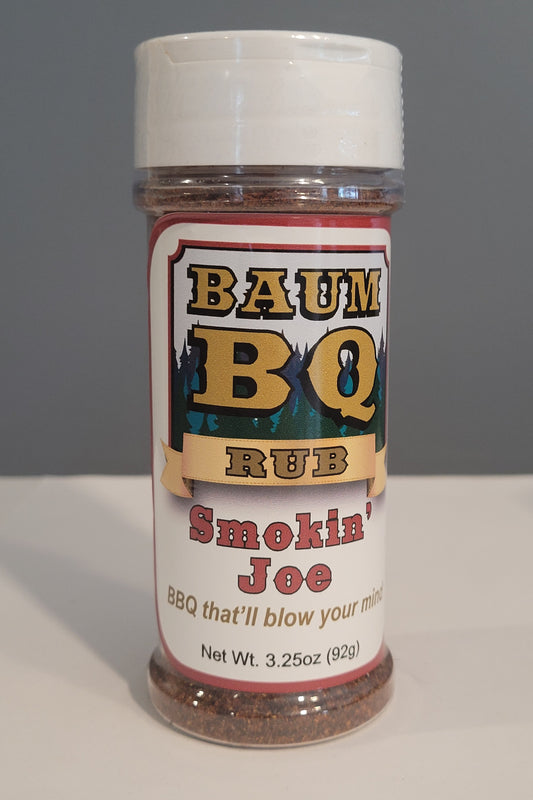 BAUM
BQ
RUB
Smokin'
Joe
BBQ that'll blow your mind
Net Wt. 3.25oz (92g)